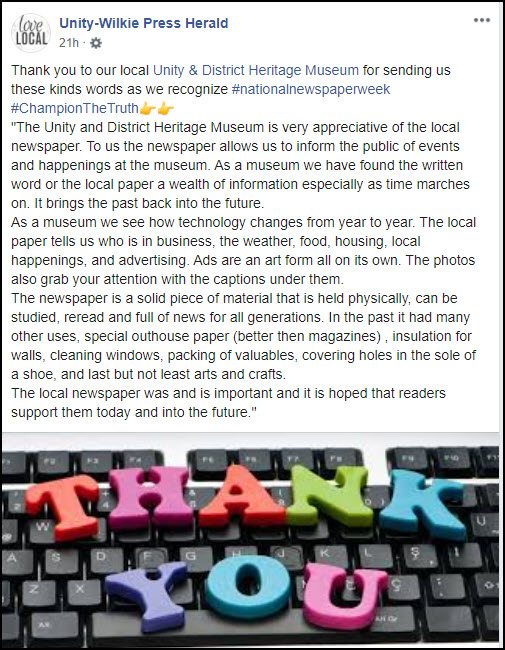 love
LOCAL
Unity-Wilkie Press Herald
21h ·
Thank you to our local Unity & District Heritage Museum for sending us
these kinds words as we recognize #nationalnewspaperweek
#ChampionTheTruth👉👉
"The Unity and District Heritage Museum is very appreciative of the local
newspaper. To us the newspaper allows us to inform the public of events
and happenings at the museum. As a museum we have found the written
word or the local paper a wealth of information especially as time marches
on. It brings the past back into the future.
As a museum we see how technology changes from year to year. The local
paper tells us who is in business, the weather, food, housing, local
happenings, and advertising. Ads are an art form all on its own. The photos
also grab your attention with the captions under them.
The newspaper is a solid piece of material that is held physically, can be
studied, reread and full of news for all generations. In the past it had many
other uses, special outhouse paper (better then magazines) , insulation for
walls, cleaning windows, packing of valuables, covering holes in the sole of
a shoe, and last but not least arts and crafts.
The local newspaper was and is important and it is hoped that readers
support them today and into the future."
THANK
YOU